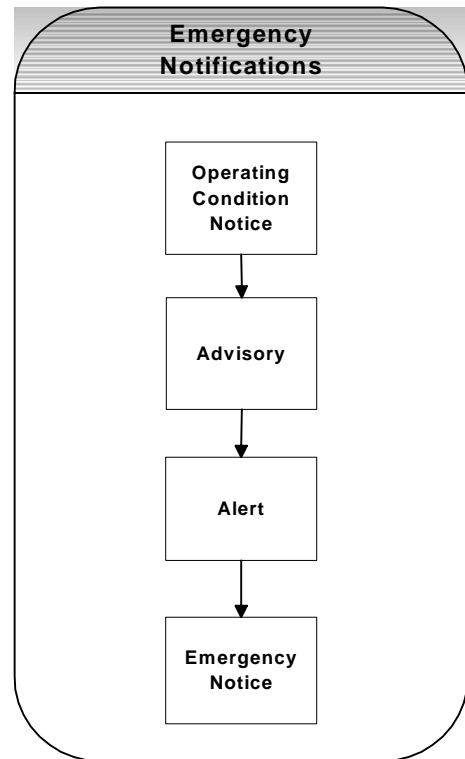 Emergency
Notifications
Operating
Condition
Notice
Advisory
Alert
Emergency
Notice